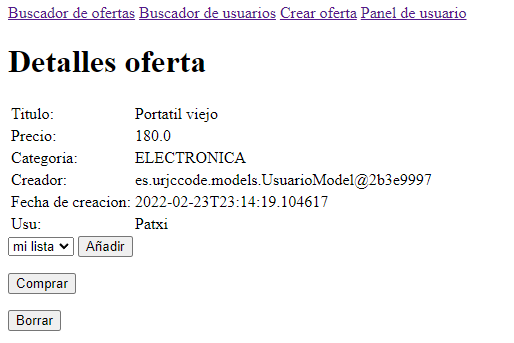 Buscador de ofertas Buscador de usuarios Crear oferta Panel de usuario
Detalles oferta
Titulo: Portatil viejo
Precio: 180.0
Categoria: ELECTRONICA
Creador: es.urjccode.models.UsuarioModel@2b3e9997
Fecha de creacion: 2022-02-23T23:14:19.104617
Usu: Patxi
mi lista Añadir
Comprar
Borrar